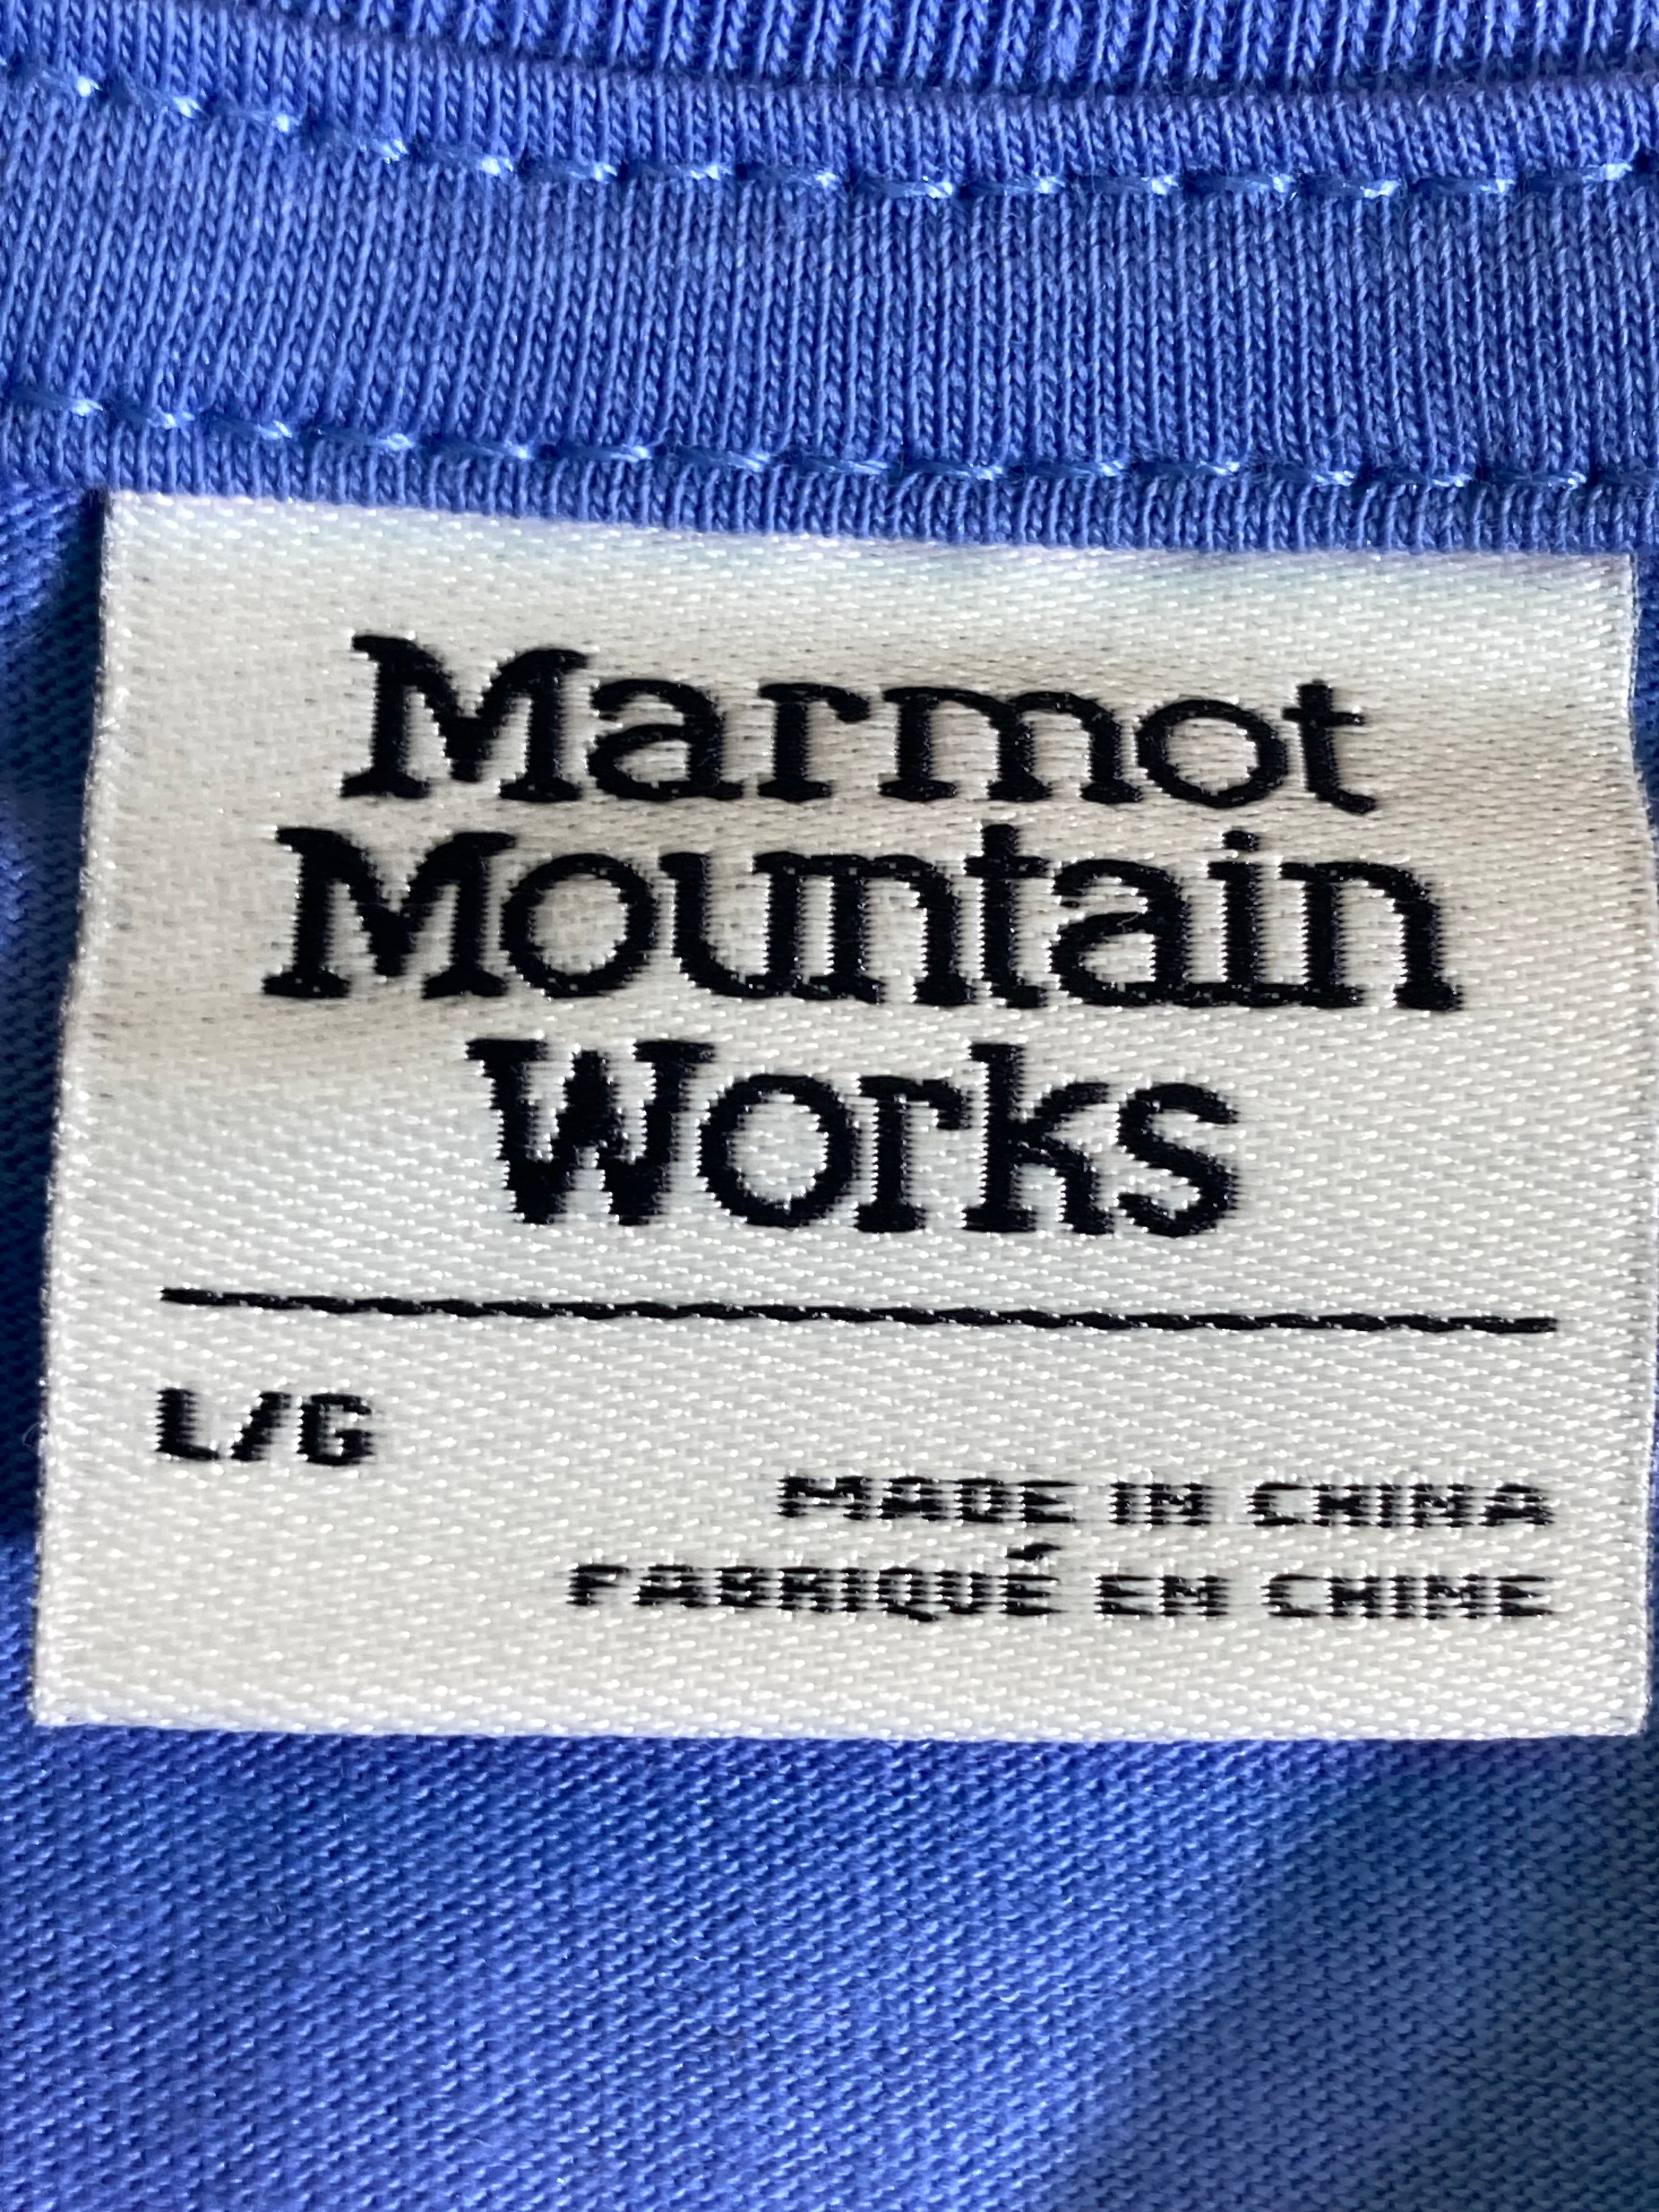 Marmot
Mountain
Works
L/G
MADE IN CHINA
FABRIQUÉ EN CHINE